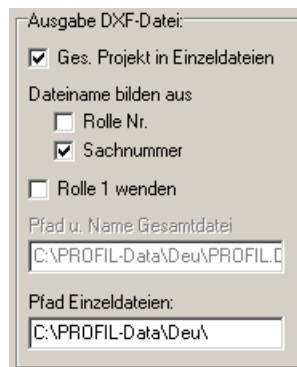 Ausgabe DXF-Datei:
Ges. Projekt in Einzeldateien
Dateiname bilden aus
Rolle Nr.
Sachnummer
Rolle 1 wenden
Pfad u. Name Gesamtdatei
C:\PROFIL-Data\Deu\PROFIL.D
Pfad Einzeldateien:
C:\PROFIL-Data\Deu\